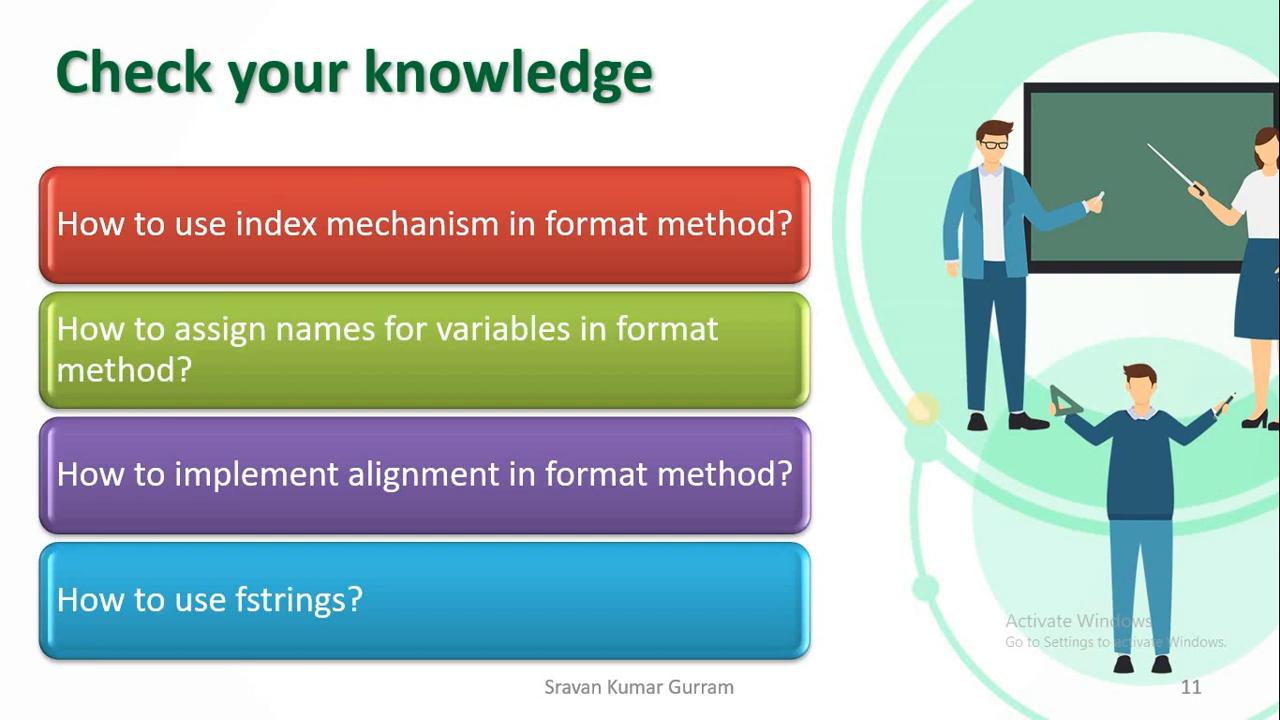 Check your knowledge
How to use index mechanism in format method?
How to assign names for variables in format
method?
How to implement alignment in format method?
How to use fstrings?
Activate Windows
Go to Settings to activate Windows.
Sravan Kumar Gurram
11